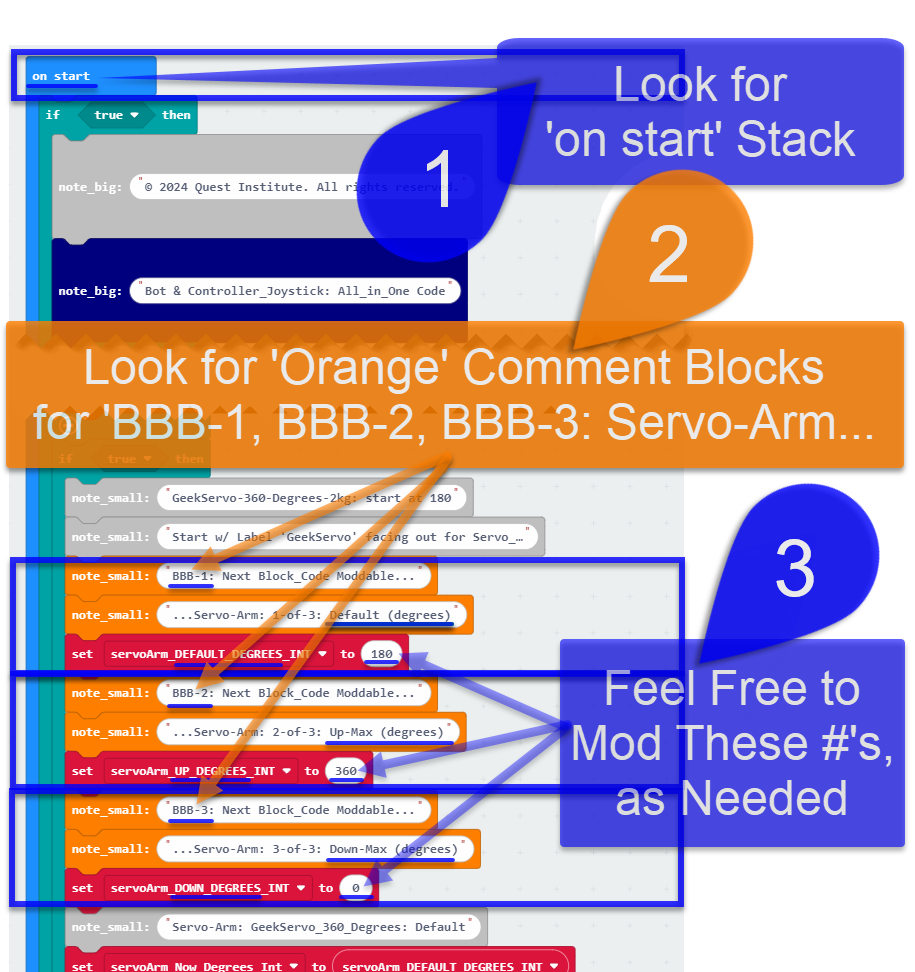 on start
Look for
'on start' Stack
1
if true then
note_big: "© 2024 Quest Institute. All rights reserved."
2
note_big: "Bot & Controller_Joystick: All_in_One Code"
Look for 'Orange' Comment Blocks
for 'BBB-1, BBB-2, BBB-3: Servo-Arm...
if true then
note_small: "GeekServo-360-Degrees-2kg: start at 180"
note_small: "Start w/ Label 'GeekServo' facing out for Servo_…"
note_small: "BBB-1: Next Block_Code Moddable..."
note_small: "...Servo-Arm: 1-of-3: Default (degrees)"
set servoArm_DEFAULT_DEGREES_INT to 180
note_small: "BBB-2: Next Block_Code Moddable..."
note_small: "...Servo-Arm: 2-of-3: Up-Max (degrees)"
set servoArm_UP_DEGREES_INT to 360
note_small: "BBB-3: Next Block_Code Moddable..."
note_small: "...Servo-Arm: 3-of-3: Down-Max (degrees)"
set servoArm_DOWN_DEGREES_INT to 0
3
Feel Free to
Mod These #'s,
as Needed
note_small: "Servo-Arm: GeekServo_360_Degrees: Default"
set servoArm_Now_Degrees_Int to servoArm_DEFAULT_DEGREES_INT